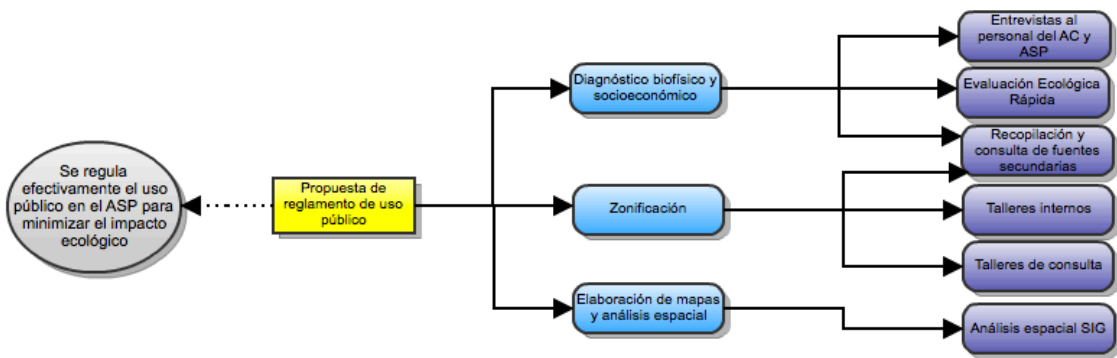 Se regula
efectivamente el uso
público en el ASP para
minimizar el impacto
ecológico
Propuesta de
reglamento de uso
público
Diagnóstico biofísico y
socioeconómico
Zonificación
Elaboración de mapas
y análisis espacial
Entrevistas al
personal del AC y
ASP
Evaluación Ecológica
Rápida
Recopilación y
consulta de fuentes
secundarias
Talleres internos
Talleres de consulta
Análisis espacial SIG